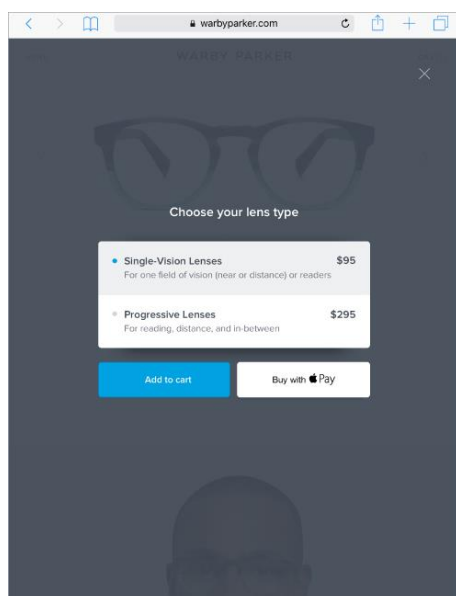 warbyparker.com
WARBY PARKER
Choose your lens type
Single-Vision Lenses $95
For one field of vision (near or distance) or readers
Progressive Lenses $295
For reading, distance, and in-between
Add to cart
Buy with Pay